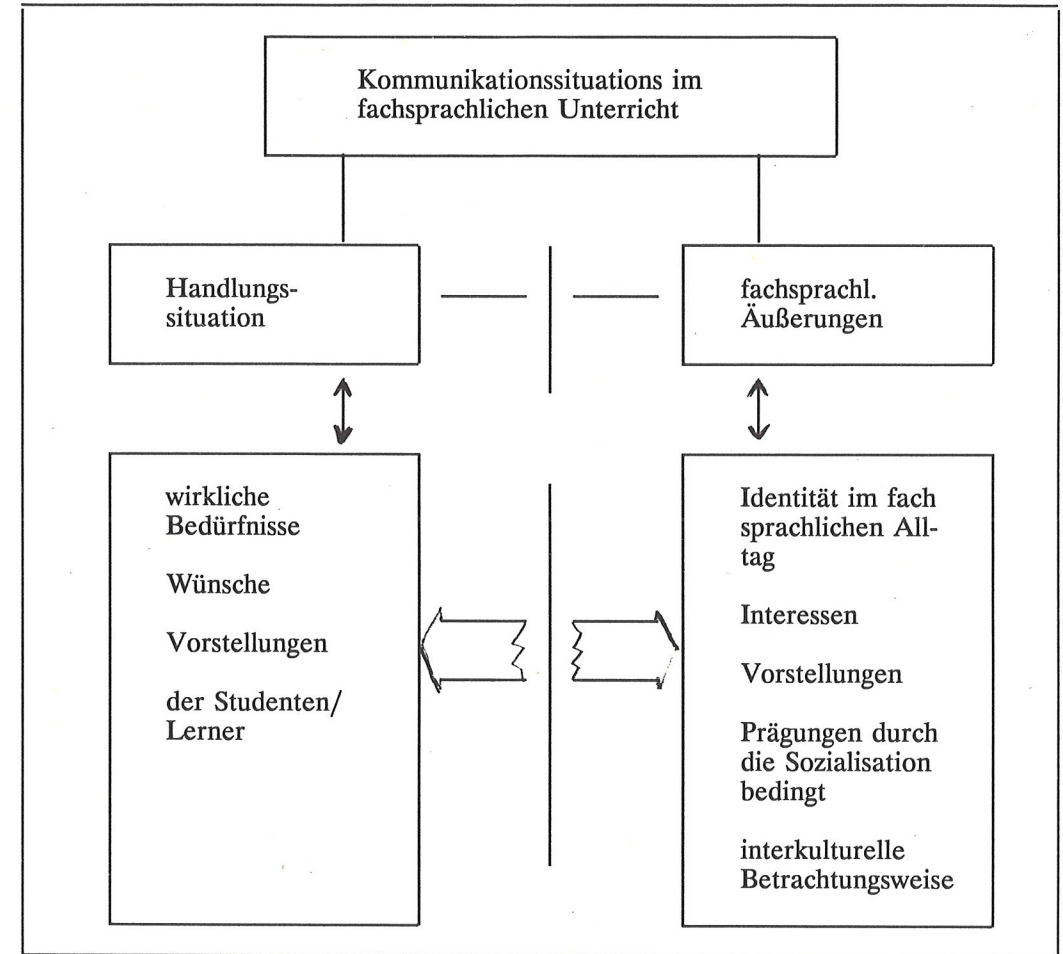 Kommunikationssituations im
fachsprachlichen Unterricht
Handlungs-
situation
fachsprachl.
Äußerungen
wirkliche
Bedürfnisse
Wünsche
Vorstellungen
der Studenten/
Lerner
Identität im fach
sprachlichen All-
tag
Interessen
Vorstellungen
Prägungen durch
die Sozialisation
bedingt
interkulturelle
Betrachtungsweise